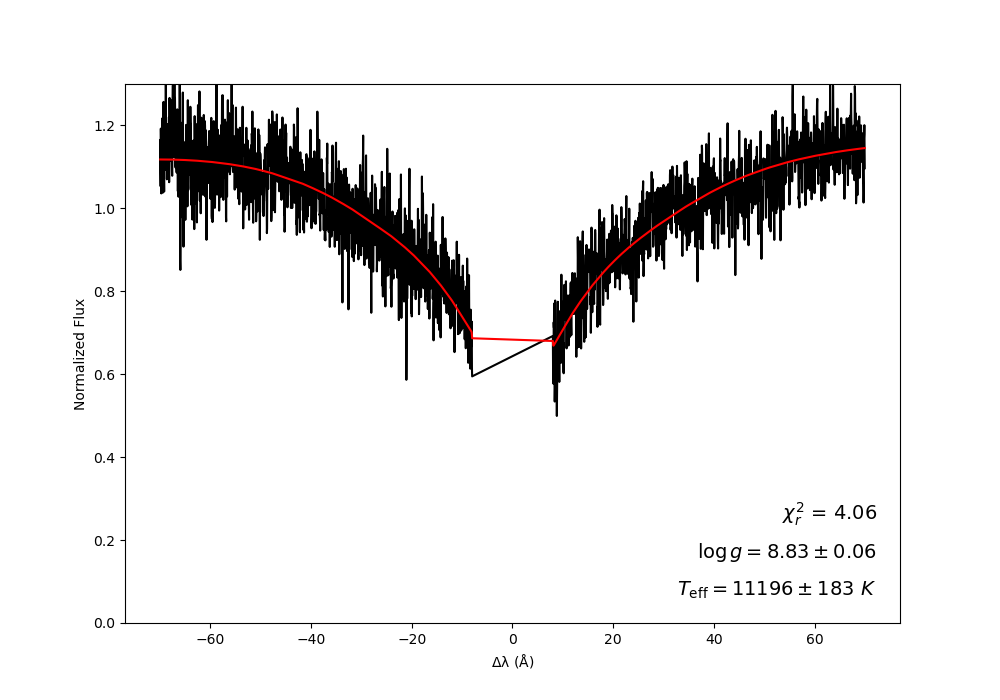 1.2
1.0
0.8
0.6
0.4
0.2
0.0
Normalized Flux
χ²ᵣ = 4.06
log g = 8.83 ± 0.06
T_eff = 11196 ± 183 K
−60 −40 −20 0 20 40 60
Δλ (Å)